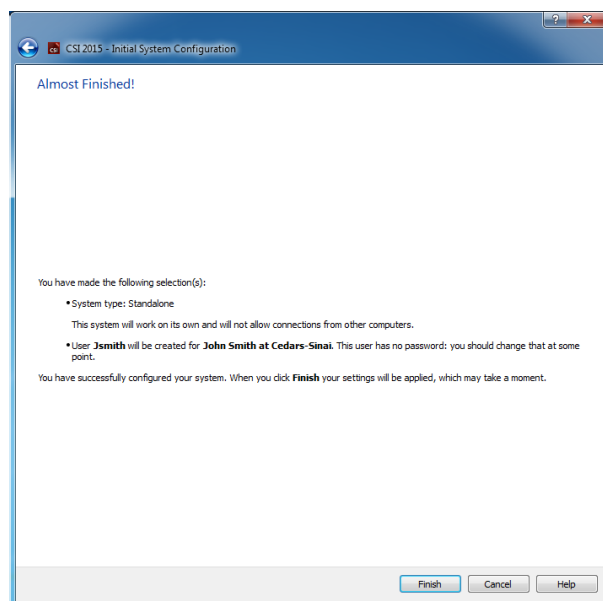 ?
x
CSI CSI 2015 - Initial System Configuration
Almost Finished!
You have made the following selection(s):
• System type: Standalone
This system will work on its own and will not allow connections from other computers.
• User Jsmith will be created for John Smith at Cedars-Sinai. This user has no password: you should change that at some
point.
You have successfully configured your system. When you click Finish your settings will be applied, which may take a moment.
Finish Cancel Help